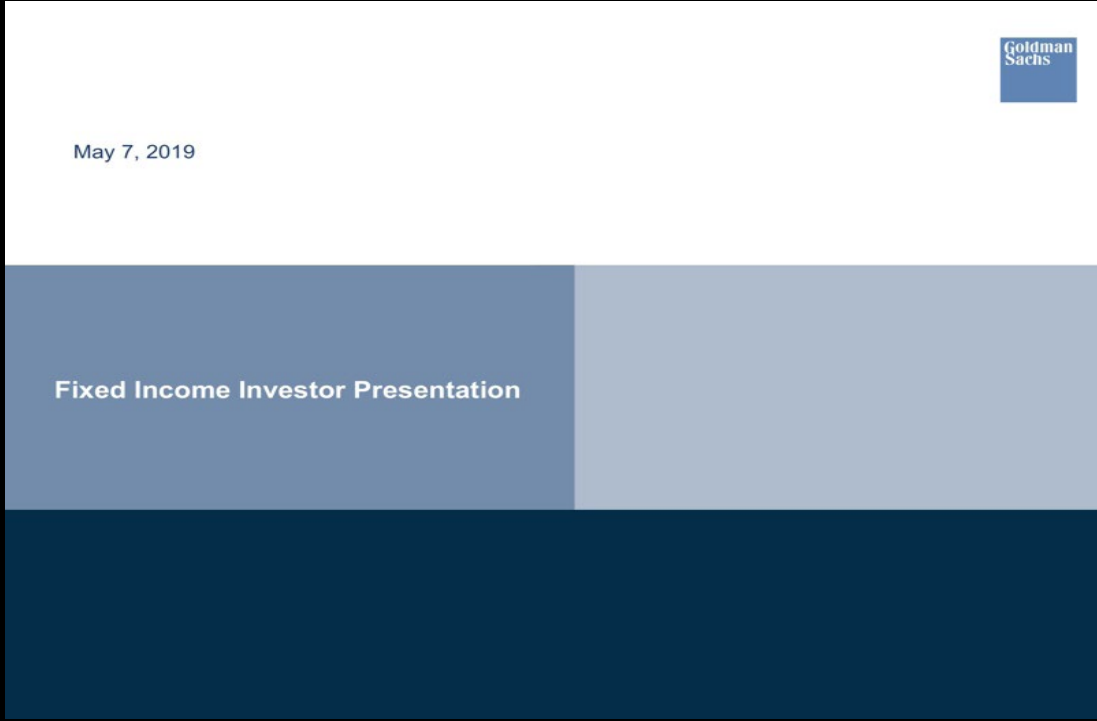 Goldman
Sachs
May 7, 2019
Fixed Income Investor Presentation